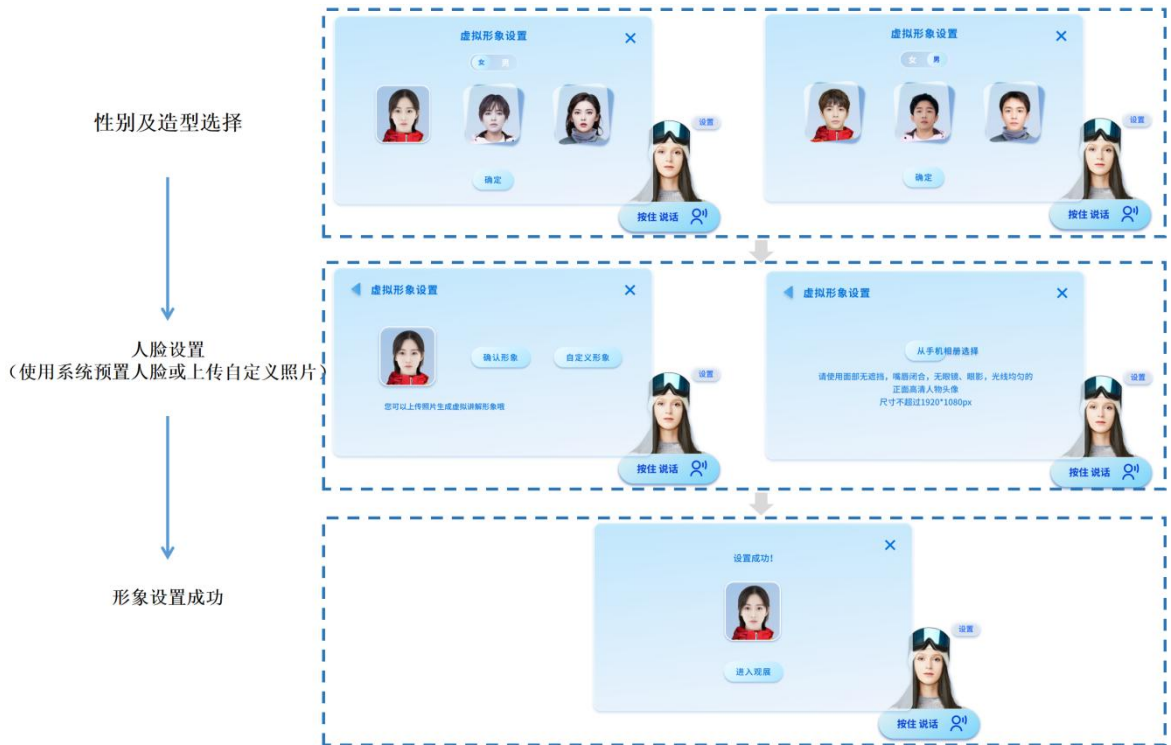 性别及造型选择
虚拟形象设置
女 男
确定
设置
按住 说话
虚拟形象设置
女 男
确定
设置
按住 说话
人脸设置
（使用系统预置人脸或上传自定义照片）
虚拟形象设置
确认形象 自定义形象
您可以上传照片生成虚拟讲解形象哦
设置
按住 说话
虚拟形象设置
从手机相册选择
请使用面部无遮挡，嘴唇闭合，无眼镜、眼影，光线均匀的
正面高清人物头像
尺寸不超过1920*1080px
设置
按住 说话
形象设置成功
设置成功!
进入观展
设置
按住 说话